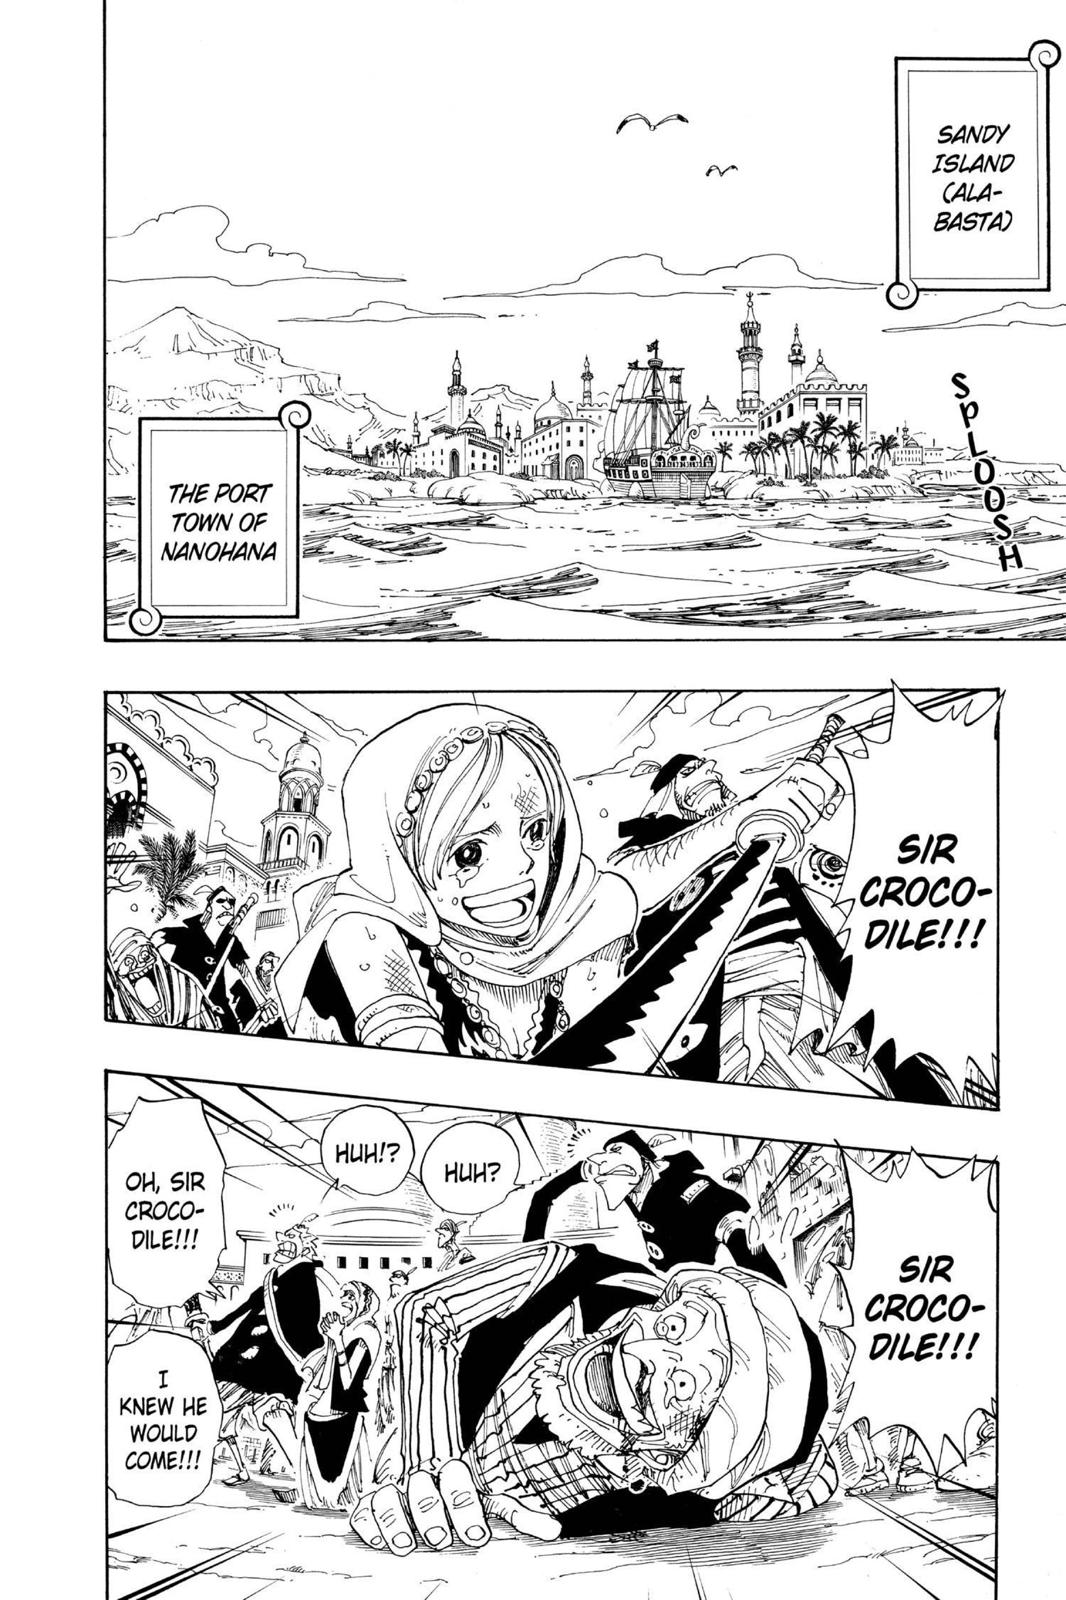 SANDY
ISLAND
(ALA-
BASTA)
SPLOOSH
THE PORT
TOWN OF
NANOHANA
SIR
CROCO-
DILE!!!
SIR
CROCO-
DILE!!!
HUH?
HUH!?
OH, SIR
CROCO-
DILE!!!
I
KNEW HE
WOULD
COME!!!